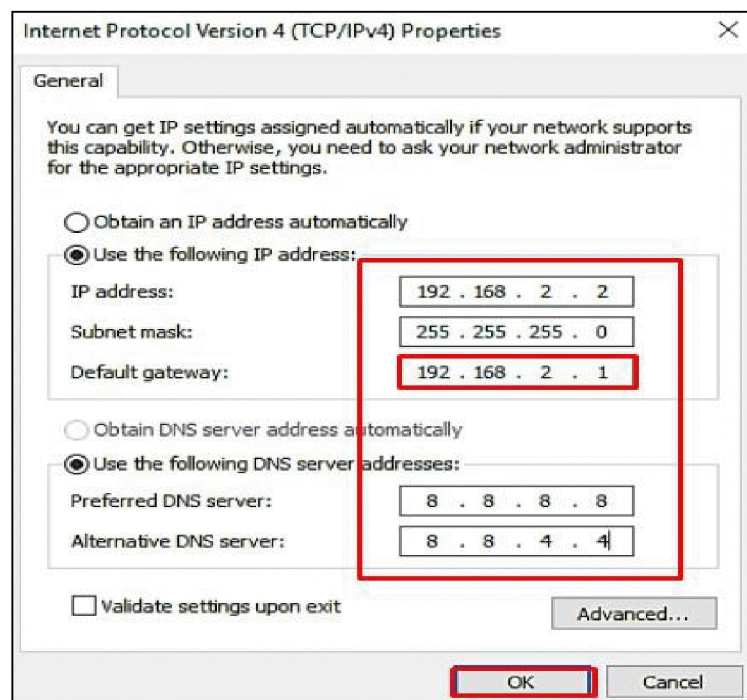 Internet Protocol Version 4 (TCP/IPv4) Properties
General
You can get IP settings assigned automatically if your network supports
this capability. Otherwise, you need to ask your network administrator
for the appropriate IP settings.
Obtain an IP address automatically
Use the following IP address:
IP address: 192 . 168 . 2 . 2
Subnet mask: 255 . 255 . 255 . 0
Default gateway: 192 . 168 . 2 . 1
Obtain DNS server address automatically
Use the following DNS server addresses:
Preferred DNS server: 8 . 8 . 8 . 8
Alternative DNS server: 8 . 8 . 4 . 4
Validate settings upon exit
Advanced...
OK Cancel